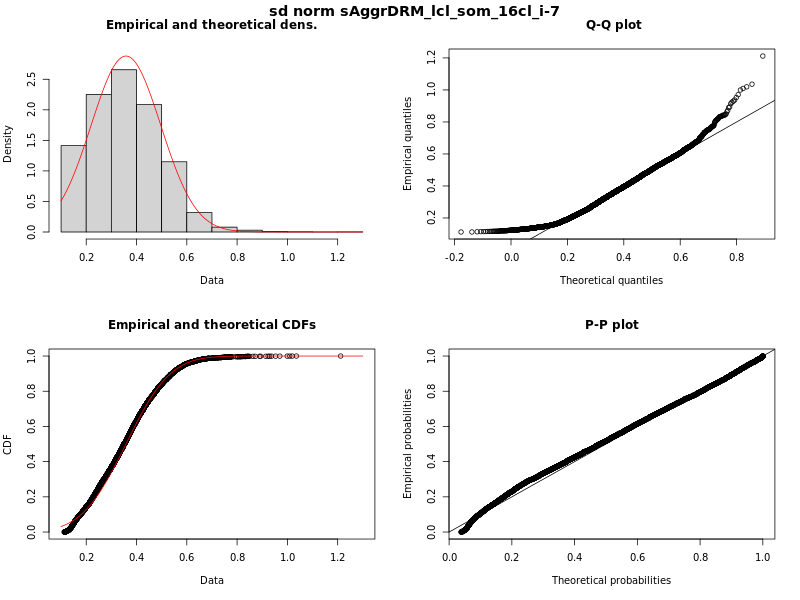 sd norm sAggrDRM_lcl_som_16cl_i-7
Empirical and theoretical dens.
Density
0.0 0.5 1.0 1.5 2.0 2.5
0.2 0.4 0.6 0.8 1.0 1.2
Data
Q-Q plot
Empirical quantiles
0.2 0.4 0.6 0.8 1.0 1.2
-0.2 0.0 0.2 0.4 0.6 0.8
Theoretical quantiles
Empirical and theoretical CDFs
CDF
0.0 0.2 0.4 0.6 0.8 1.0
0.2 0.4 0.6 0.8 1.0 1.2
Data
P-P plot
Empirical probabilities
0.0 0.2 0.4 0.6 0.8 1.0
0.0 0.2 0.4 0.6 0.8 1.0
Theoretical probabilities